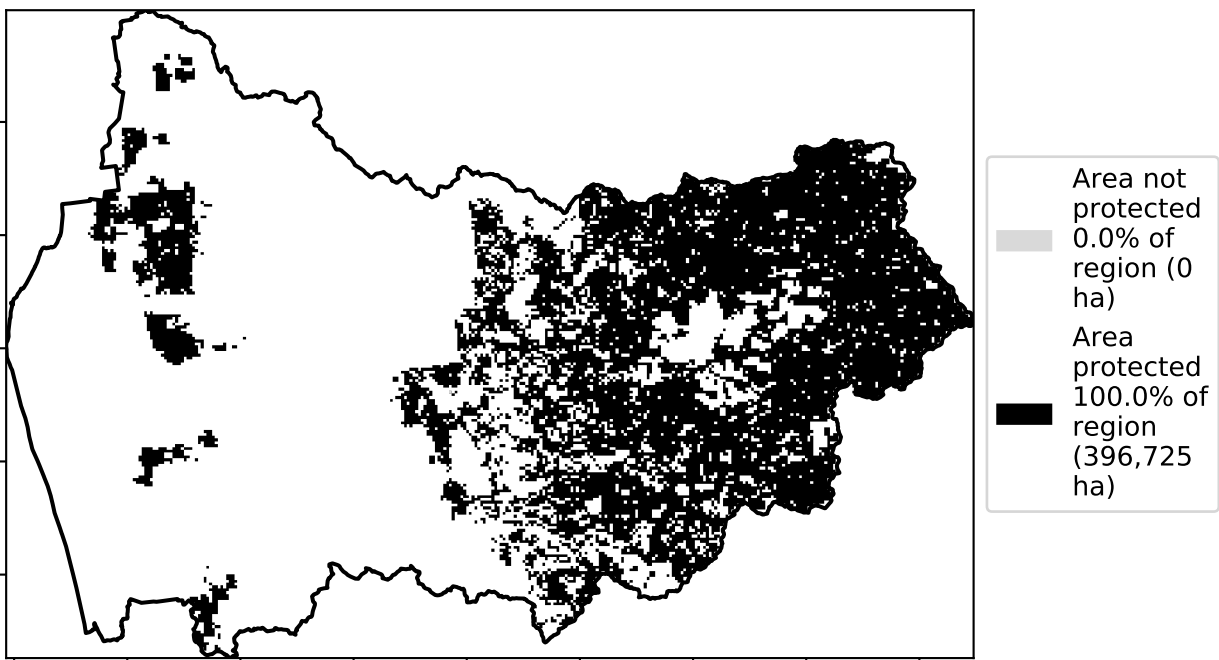 Area not
protected
0.0% of
region (0
ha)
Area
protected
100.0% of
region
(396,725
ha)